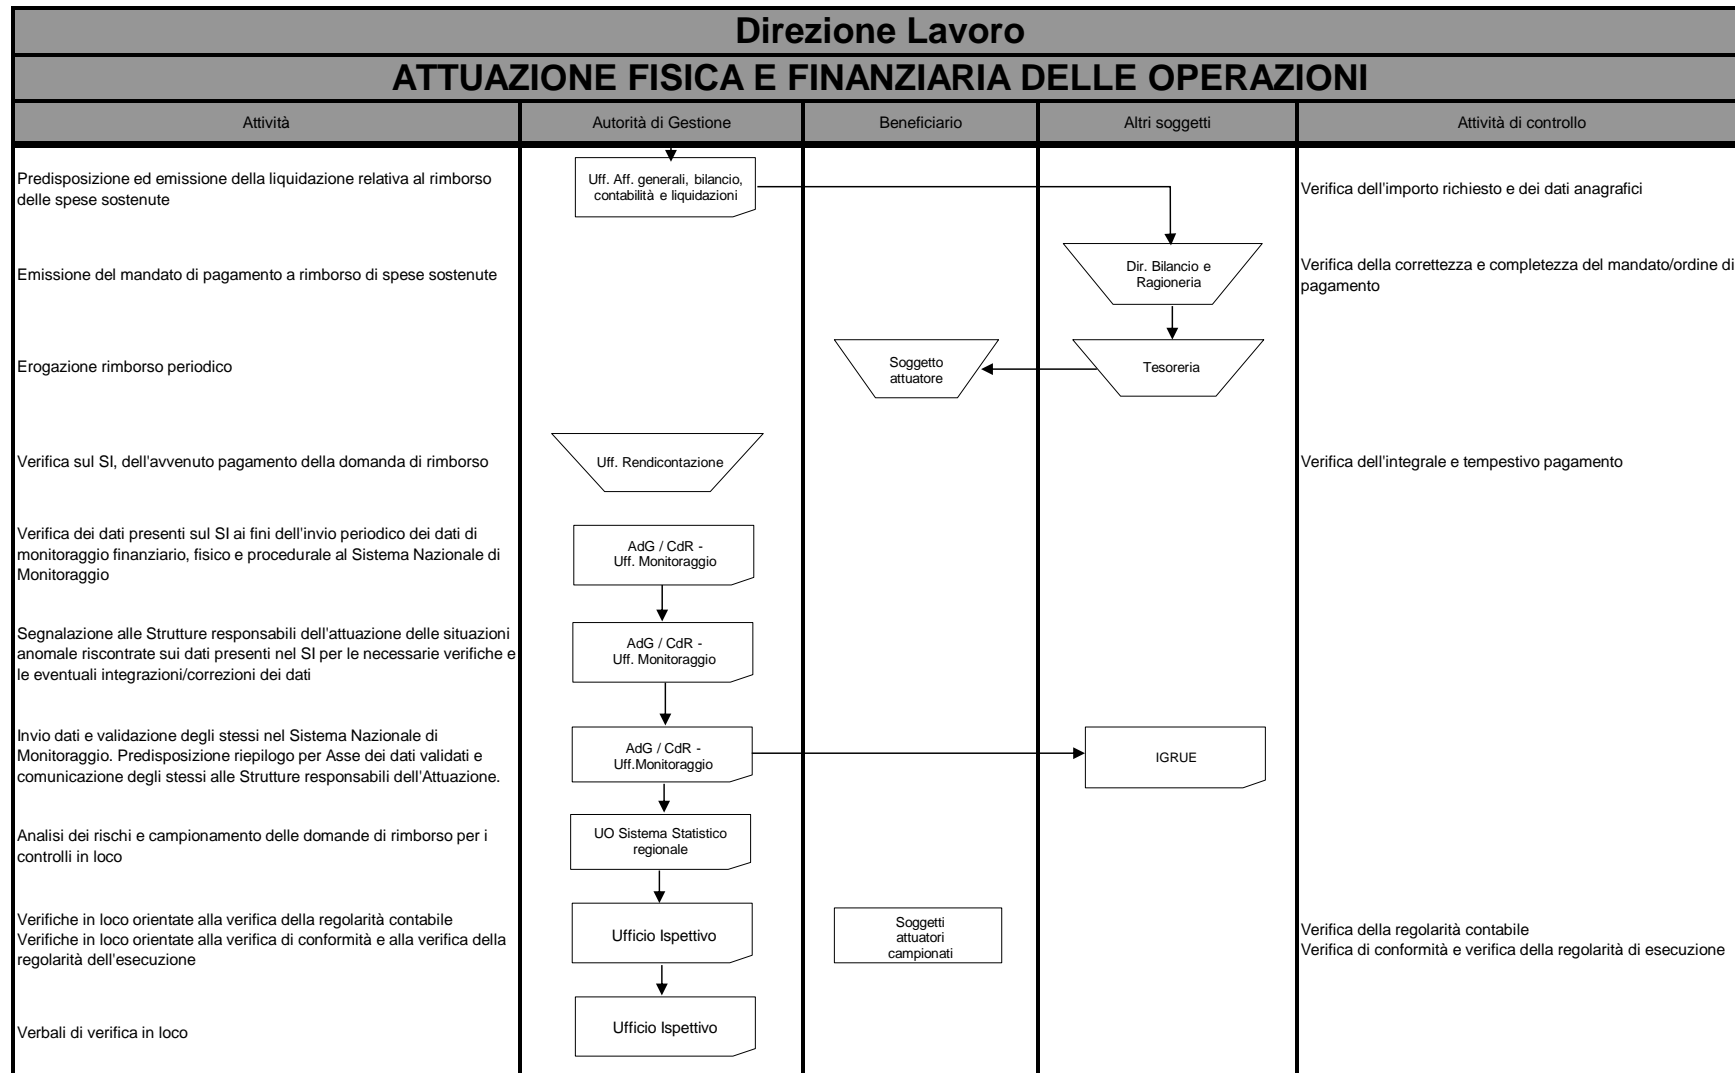 Direzione Lavoro
ATTUAZIONE FISICA E FINANZIARIA DELLE OPERAZIONI
Attività
Autorità di Gestione
Beneficiario
Altri soggetti
Attività di controllo
Predisposizione ed emissione della liquidazione relativa al rimborso
delle spese sostenute
Uff. Aff. generali, bilancio,
contabilità e liquidazioni
Verifica dell'importo richiesto e dei dati anagrafici
Emissione del mandato di pagamento a rimborso di spese sostenute
Dir. Bilancio e
Ragioneria
Verifica della correttezza e completezza del mandato/ordine di
pagamento
Erogazione rimborso periodico
Soggetto
attuatore
Tesoreria
Verifica sul SI, dell'avvenuto pagamento della domanda di rimborso
Uff. Rendicontazione
Verifica dell'integrale e tempestivo pagamento
Verifica dei dati presenti sul SI ai fini dell'invio periodico dei dati di
monitoraggio finanziario, fisico e procedurale al Sistema Nazionale di
Monitoraggio
AdG / CdR -
Uff. Monitoraggio
Segnalazione alle Strutture responsabili dell'attuazione delle situazioni
anomale riscontrate sui dati presenti nel SI per le necessarie verifiche e
le eventuali integrazioni/correzioni dei dati
AdG / CdR -
Uff. Monitoraggio
Invio dati e validazione degli stessi nel Sistema Nazionale di
Monitoraggio. Predisposizione riepilogo per Asse dei dati validati e
comunicazione degli stessi alle Strutture responsabili dell'Attuazione.
AdG / CdR -
Uff.Monitoraggio
IGRUE
Analisi dei rischi e campionamento delle domande di rimborso per i
controlli in loco
UO Sistema Statistico
regionale
Verifiche in loco orientate alla verifica della regolarità contabile
Verifiche in loco orientate alla verifica di conformità e alla verifica della
regolarità dell'esecuzione
Ufficio Ispettivo
Soggetti
attuatori
campionati
Verifica della regolarità contabile
Verifica di conformità e verifica della regolarità di esecuzione
Verbali di verifica in loco
Ufficio Ispettivo